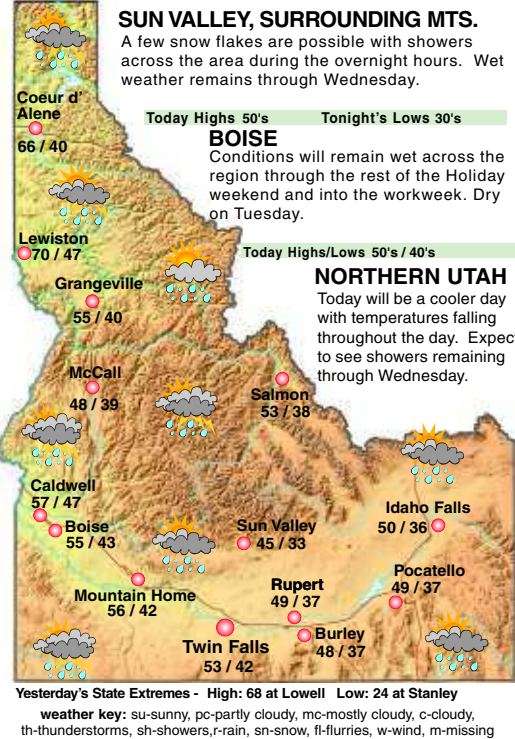 SUN VALLEY, SURROUNDING MTS.
A few snow flakes are possible with showers
across the area during the overnight hours. Wet
weather remains through Wednesday.
Today Highs 50's Tonight's Lows 30's
BOISE
Conditions will remain wet across the
region through the rest of the Holiday
weekend and into the workweek. Dry
on Tuesday.
Today Highs/Lows 50's / 40's
NORTHERN UTAH
Today will be a cooler day
with temperatures falling
throughout the day. Expec
to see showers remaining
through Wednesday.
Coeur d'
Alene
66 / 40
Lewiston
70 / 47
Grangeville
55 / 40
McCall
48 / 39
Salmon
53 / 38
Caldwell
57 / 47
Boise
55 / 43
Sun Valley
45 / 33
Idaho Falls
50 / 36
Mountain Home
56 / 42
Rupert
49 / 37
Pocatello
49 / 37
Twin Falls
53 / 42
Burley
48 / 37
Yesterday's State Extremes - High: 68 at Lowell Low: 24 at Stanley
weather key: su-sunny, pc-partly cloudy, mc-mostly cloudy, c-cloudy,
th-thunderstorms, sh-showers,r-rain, sn-snow, fl-flurries, w-wind, m-missing